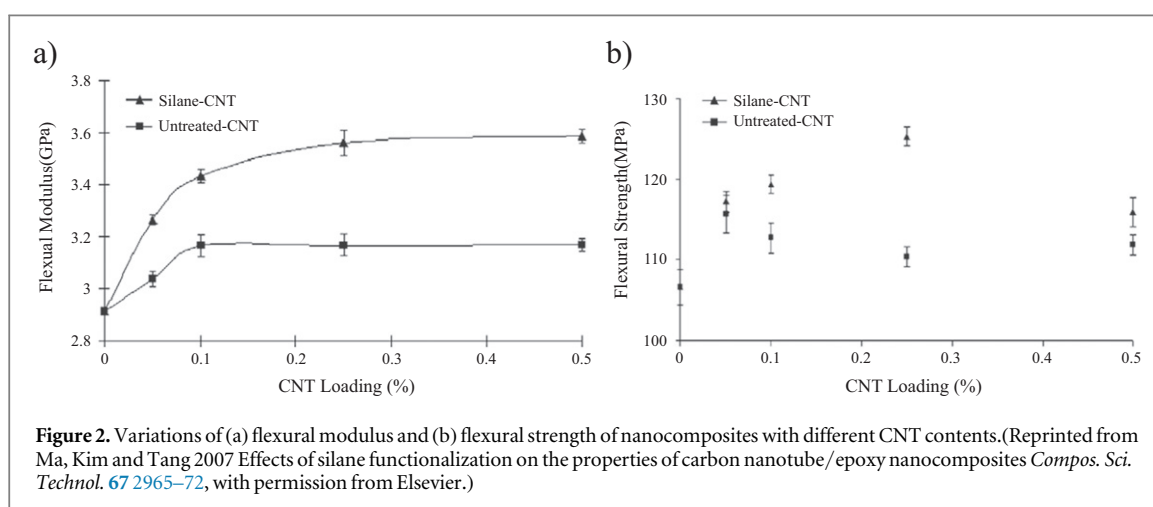 a)
3.8
3.6
3.4
3.2
3
2.8
Flexual Modulus(GPa)
Silane-CNT
Untreated-CNT
0
0.1
0.2
0.3
0.4
0.5
CNT Loading (%)
b)
130
120
110
100
Flexural Strength(MPa)
Silane-CNT
Untreated-CNT
0
0.1
0.2
0.3
0.4
0.5
CNT Loading (%)
Figure 2. Variations of (a) flexural modulus and (b) flexural strength of nanocomposites with different CNT contents.(Reprinted from
Ma, Kim and Tang 2007 Effects of silane functionalization on the properties of carbon nanotube/epoxy nanocomposites Compos. Sci.
Technol. 67 2965–72, with permission from Elsevier.)